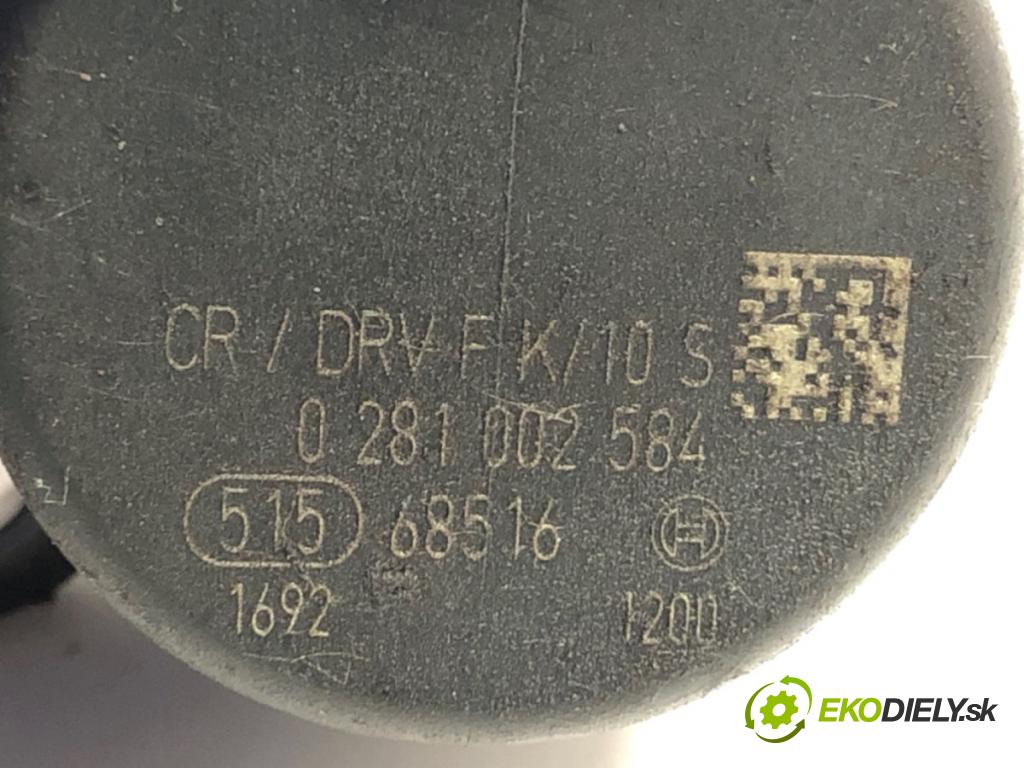 CR / DRV F K/10 S
0 281 002 584
515 68516
1692 1200
EKODIELY.sk